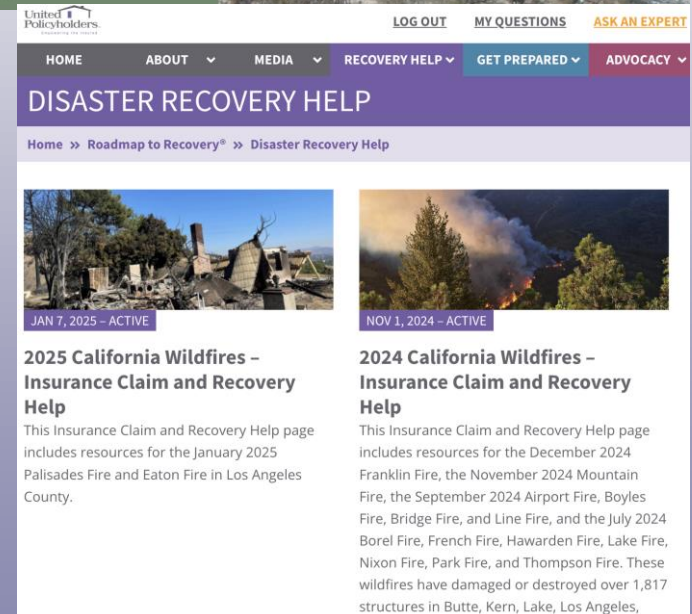 United
Policyholders.
Empowering the Insured
LOG OUT MY QUESTIONS ASK AN EXPERT
HOME ABOUT MEDIA RECOVERY HELP GET PREPARED ADVOCACY
DISASTER RECOVERY HELP
Home » Roadmap to Recovery® » Disaster Recovery Help
JAN 7, 2025 – ACTIVE
2025 California Wildfires –
Insurance Claim and Recovery
Help
This Insurance Claim and Recovery Help page
includes resources for the January 2025
Palisades Fire and Eaton Fire in Los Angeles
County.
NOV 1, 2024 – ACTIVE
2024 California Wildfires –
Insurance Claim and Recovery
Help
This Insurance Claim and Recovery Help page
includes resources for the December 2024
Franklin Fire, the November 2024 Mountain
Fire, the September 2024 Airport Fire, Boyles
Fire, Bridge Fire, and Line Fire, and the July 2024
Borel Fire, French Fire, Hawarden Fire, Lake Fire,
Nixon Fire, Park Fire, and Thompson Fire. These
wildfires have damaged or destroyed over 1,817
structures in Butte, Kern, Lake, Los Angeles,